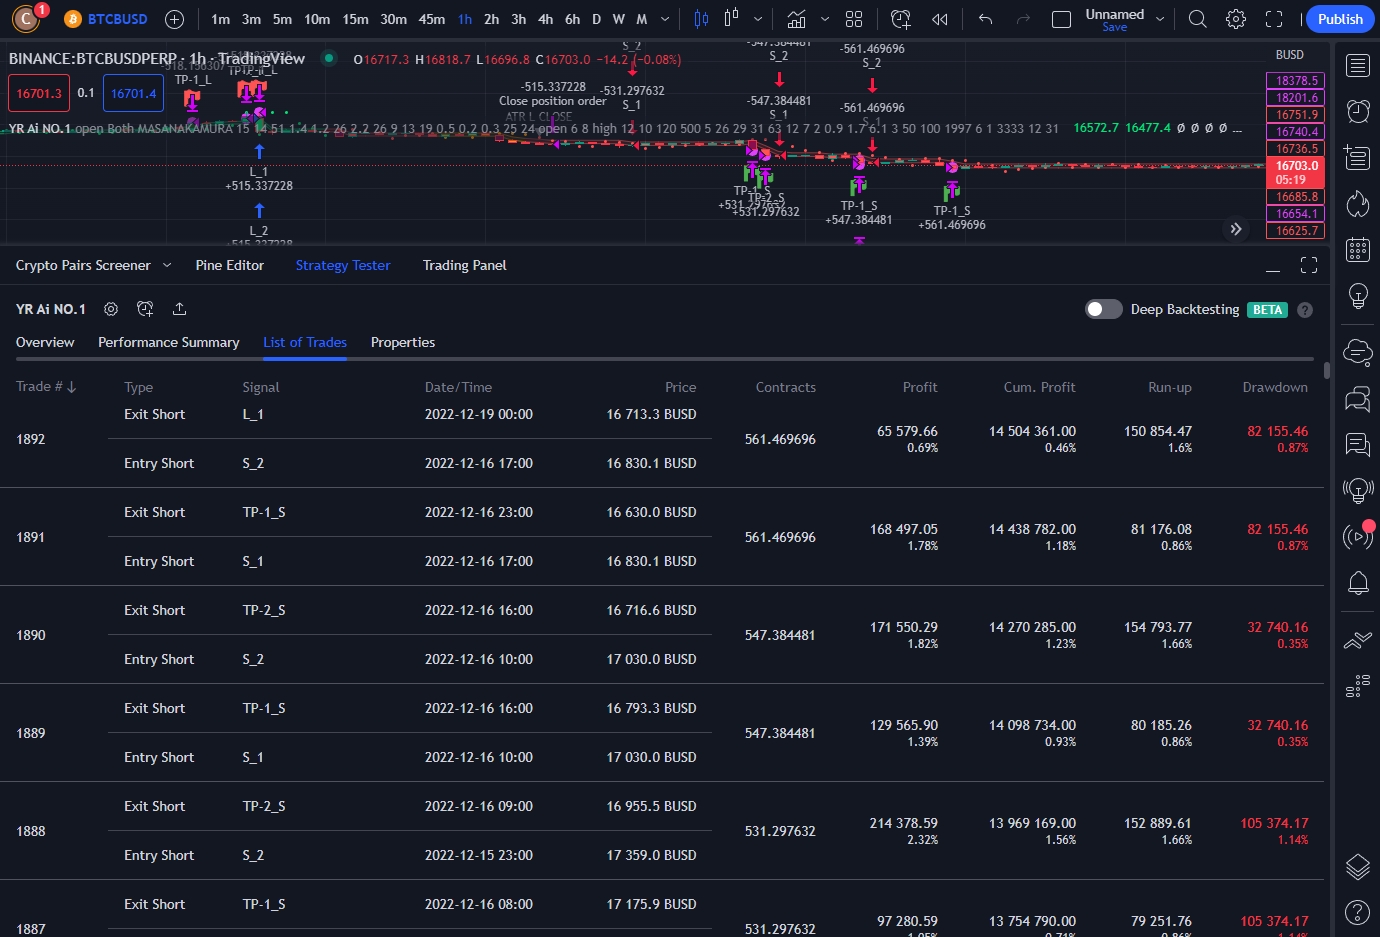 C 1 BTCBUSD 1m 3m 5m 10m 15m 30m 45m 1h 2h 3h 4h 6h D W M Unnamed Save Publish
BINANCE:BTCBUSDPERP · 1h · TradingView O16717.3 H16818.7 L16696.8 C16703.0 −14.2 (−0.08%) BUSD
16701.3 0.1 16701.4
YR Ai NO.1 open Both MASANAKAMURA 15 14.51 1.4 1.2 26 2.2 26 9 13 19 0.5 0.2 0.3 25 24 open 6 8 high 12 10 120 500 5 26 29 31 63 12 7 2 0.9 1.7 6.1 3 50 100 1997 6 1 3333 12 31 16572.7 16477.4 Ø Ø Ø Ø ...
TP-1_L
L_1
+515.337228
L_2
+515.337228
-515.337228
Close position order
ATR L CLOSE
S_2
-531.297632
S_1
-547.384481
S_2
-547.384481
S_1
-561.469696
S_2
-561.469696
S_1
TP-1_S
+531.297632
TP-2_S
+531.297632
TP-1_S
+547.384481
TP-1_S
+561.469696
18378.5
18201.6
16751.9
16740.4
16736.5
16703.0
05:19
16685.8
16654.1
16625.7
Crypto Pairs Screener Pine Editor Strategy Tester Trading Panel
YR Ai NO.1 Deep Backtesting BETA ?
Overview Performance Summary List of Trades Properties
Trade # Type Signal Date/Time Price Contracts Profit Cum. Profit Run-up Drawdown
1892 Exit Short L_1 2022-12-19 00:00 16 713.3 BUSD 561.469696 65 579.66 14 504 361.00 150 854.47 82 155.46
0.69% 0.46% 1.6% 0.87%
Entry Short S_2 2022-12-16 17:00 16 830.1 BUSD
1891 Exit Short TP-1_S 2022-12-16 23:00 16 630.0 BUSD 561.469696 168 497.05 14 438 782.00 81 176.08 82 155.46
1.78% 1.18% 0.86% 0.87%
Entry Short S_1 2022-12-16 17:00 16 830.1 BUSD
1890 Exit Short TP-2_S 2022-12-16 16:00 16 716.6 BUSD 547.384481 171 550.29 14 270 285.00 154 793.77 32 740.16
1.82% 1.23% 1.66% 0.35%
Entry Short S_2 2022-12-16 10:00 17 030.0 BUSD
1889 Exit Short TP-1_S 2022-12-16 16:00 16 793.3 BUSD 547.384481 129 565.90 14 098 734.00 80 185.26 32 740.16
1.39% 0.93% 0.86% 0.35%
Entry Short S_1 2022-12-16 10:00 17 030.0 BUSD
1888 Exit Short TP-2_S 2022-12-16 09:00 16 955.5 BUSD 531.297632 214 378.59 13 969 169.00 152 889.61 105 374.17
2.32% 1.56% 1.66% 1.14%
Entry Short S_2 2022-12-15 23:00 17 359.0 BUSD
1887 Exit Short TP-1_S 2022-12-16 08:00 17 175.9 BUSD 531.297632 97 280.59 13 754 790.00 79 251.76 105 374.17